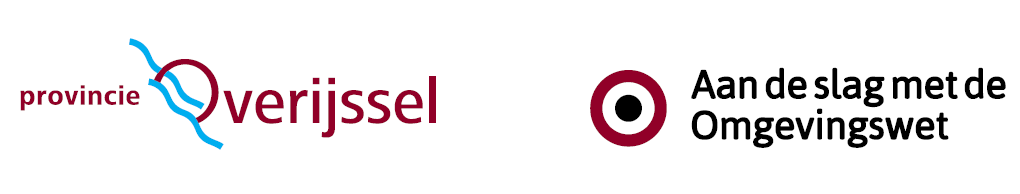 provincie Overijssel
Aan de slag met de
Omgevingswet